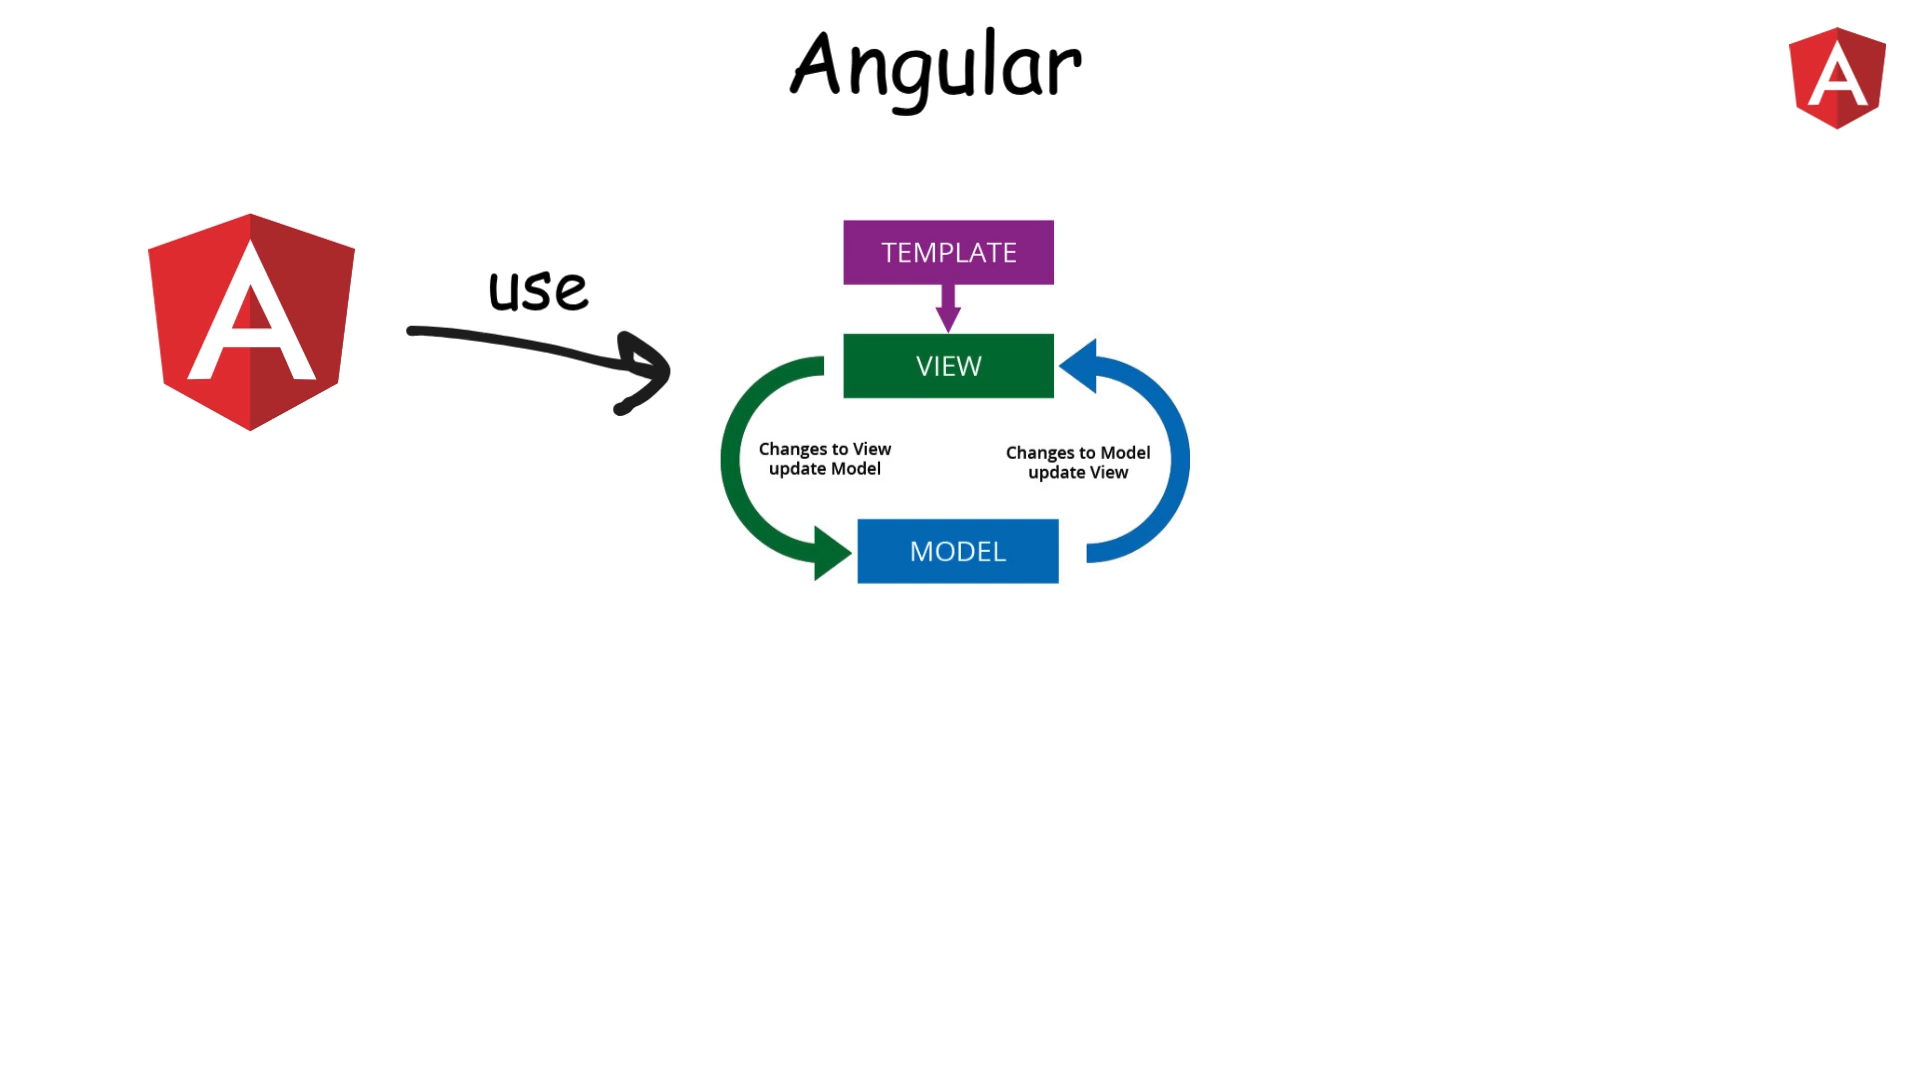 Angular
use
TEMPLATE
VIEW
Changes to View
update Model
Changes to Model
update View
MODEL